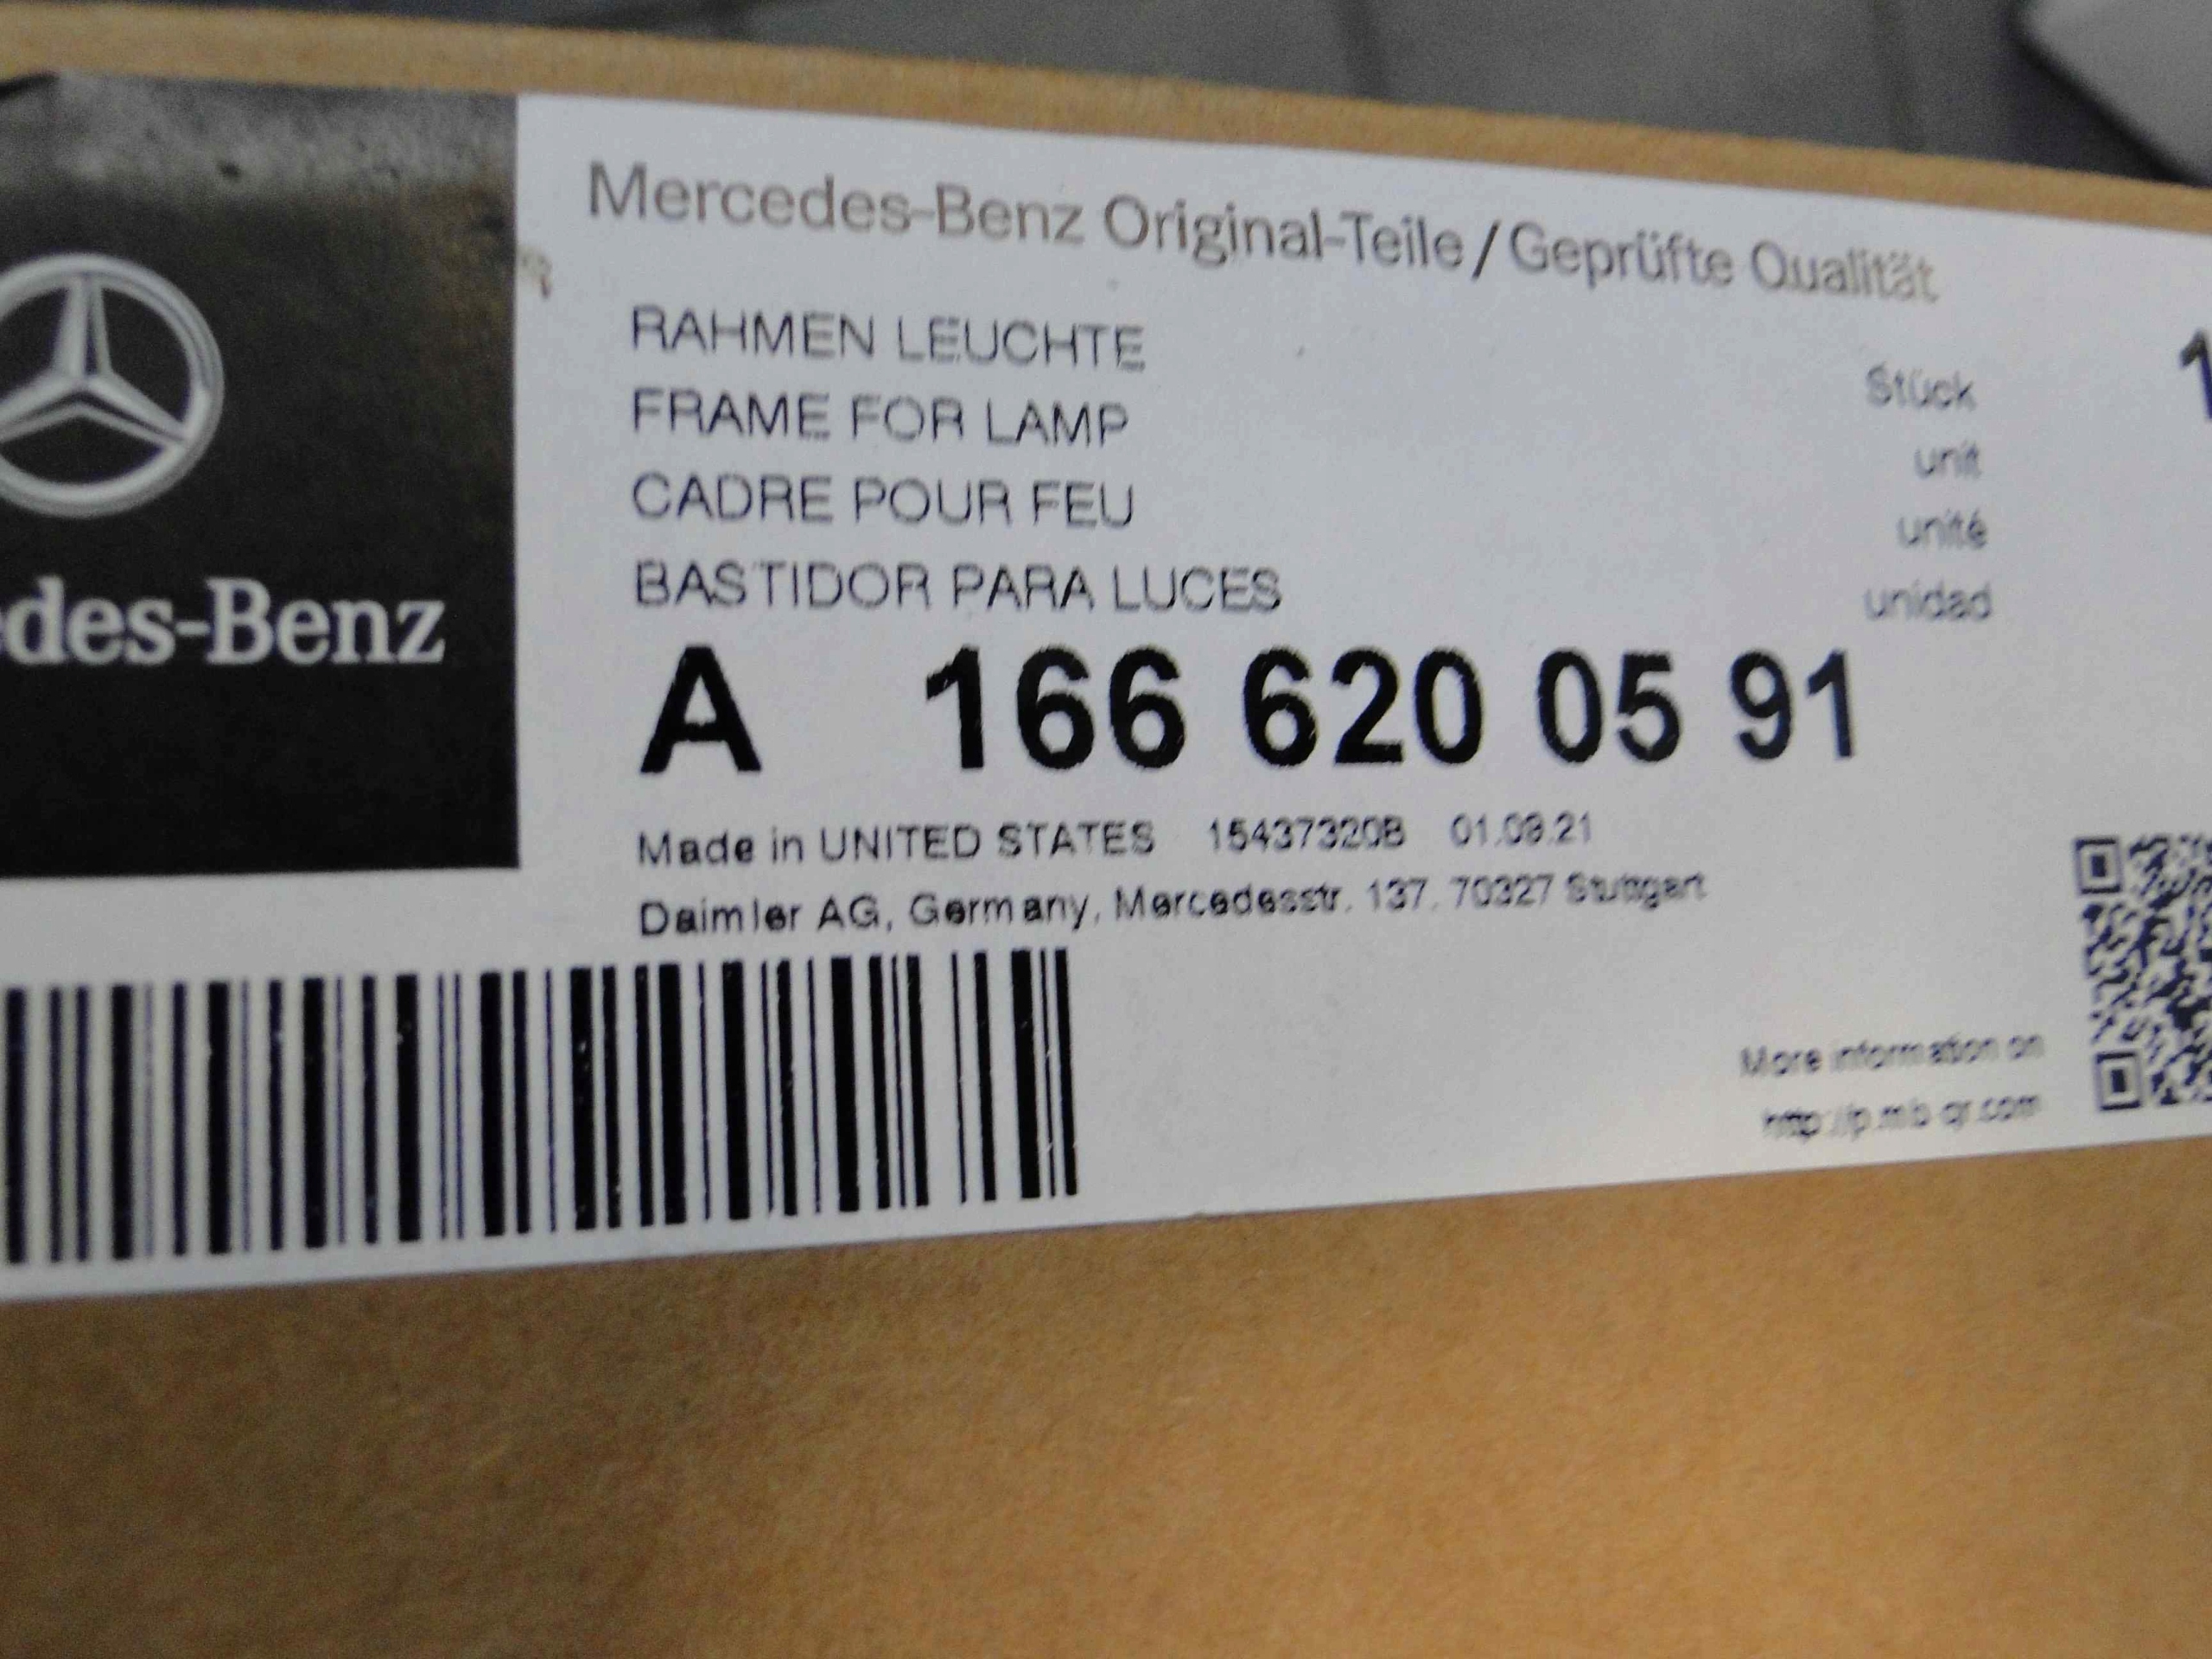 Mercedes-Benz Original-Teile / Geprüfte Qualität
RAHMEN LEUCHTE
FRAME FOR LAMP
CADRE POUR FEU
BASTIDOR PARA LUCES
Stück 1
unit
unité
unidad
des-Benz
A 166 620 05 91
Made in UNITED STATES 154373208 01.09.21
Daimler AG, Germany, Mercedesstr. 137, 70327 Stuttgart
More information on
http://p.mb-qr.com